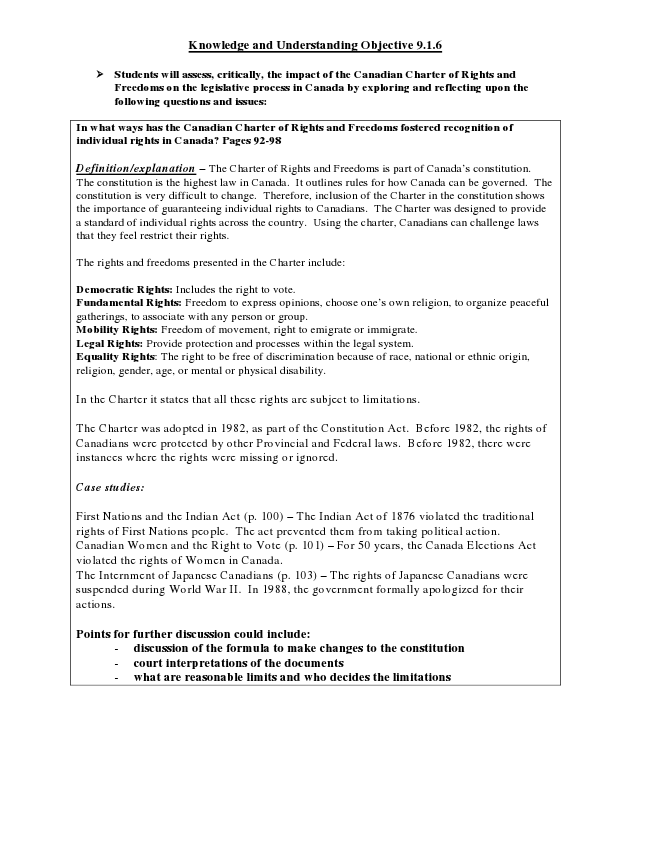 Knowledge and Understanding Objective 9.1.6
➢ Students will assess, critically, the impact of the Canadian Charter of Rights and
Freedoms on the legislative process in Canada by exploring and reflecting upon the
following questions and issues:
In what ways has the Canadian Charter of Rights and Freedoms fostered recognition of
individual rights in Canada? Pages 92-98
Definition/explanation – The Charter of Rights and Freedoms is part of Canada's constitution.
The constitution is the highest law in Canada. It outlines rules for how Canada can be governed. The
constitution is very difficult to change. Therefore, inclusion of the Charter in the constitution shows
the importance of guaranteeing individual rights to Canadians. The Charter was designed to provide
a standard of individual rights across the country. Using the charter, Canadians can challenge laws
that they feel restrict their rights.
The rights and freedoms presented in the Charter include:
Democratic Rights: Includes the right to vote.
Fundamental Rights: Freedom to express opinions, choose one's own religion, to organize peaceful
gatherings, to associate with any person or group.
Mobility Rights: Freedom of movement, right to emigrate or immigrate.
Legal Rights: Provide protection and processes within the legal system.
Equality Rights: The right to be free of discrimination because of race, national or ethnic origin,
religion, gender, age, or mental or physical disability.
In the Charter it states that all these rights are subject to limitations.
The Charter was adopted in 1982, as part of the Constitution Act. Before 1982, the rights of
Canadians were protected by other Provincial and Federal laws. Before 1982, there were
instances where the rights were missing or ignored.
Case studies:
First Nations and the Indian Act (p. 100) – The Indian Act of 1876 violated the traditional
rights of First Nations people. The act prevented them from taking political action.
Canadian Women and the Right to Vote (p. 101) – For 50 years, the Canada Elections Act
violated the rights of Women in Canada.
The Internment of Japanese Canadians (p. 103) – The rights of Japanese Canadians were
suspended during World War II. In 1988, the government formally apologized for their
actions.
Points for further discussion could include:
- discussion of the formula to make changes to the constitution
- court interpretations of the documents
- what are reasonable limits and who decides the limitations